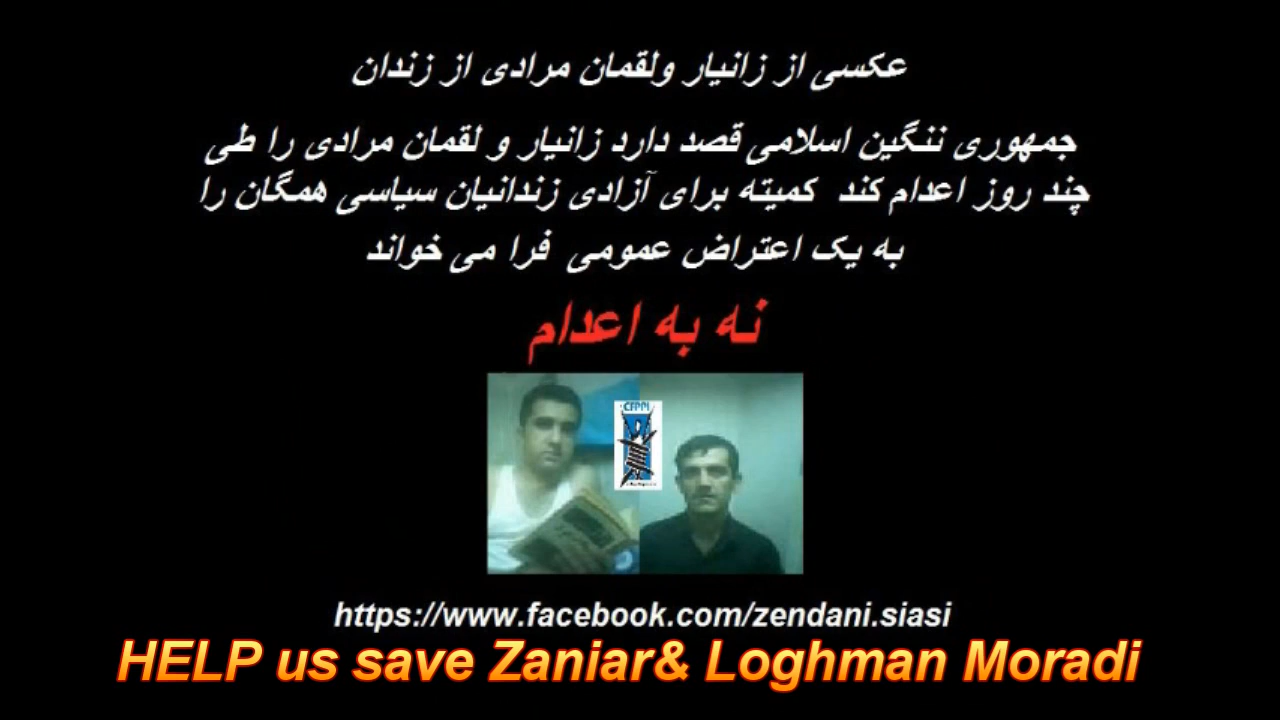 عکسی از زانیار ولقمان مرادی از زندان
جمهوری ننگین اسلامی قصد دارد زانیار و لقمان مرادی را طی
چند روز اعدام کند کمیته برای آزادی زندانیان سیاسی همگان را
به یک اعتراض عمومی فرا می خواند
نه به اعدام
CFPPI
https://www.facebook.com/zendani.siasi
HELP us save Zaniar& Loghman Moradi